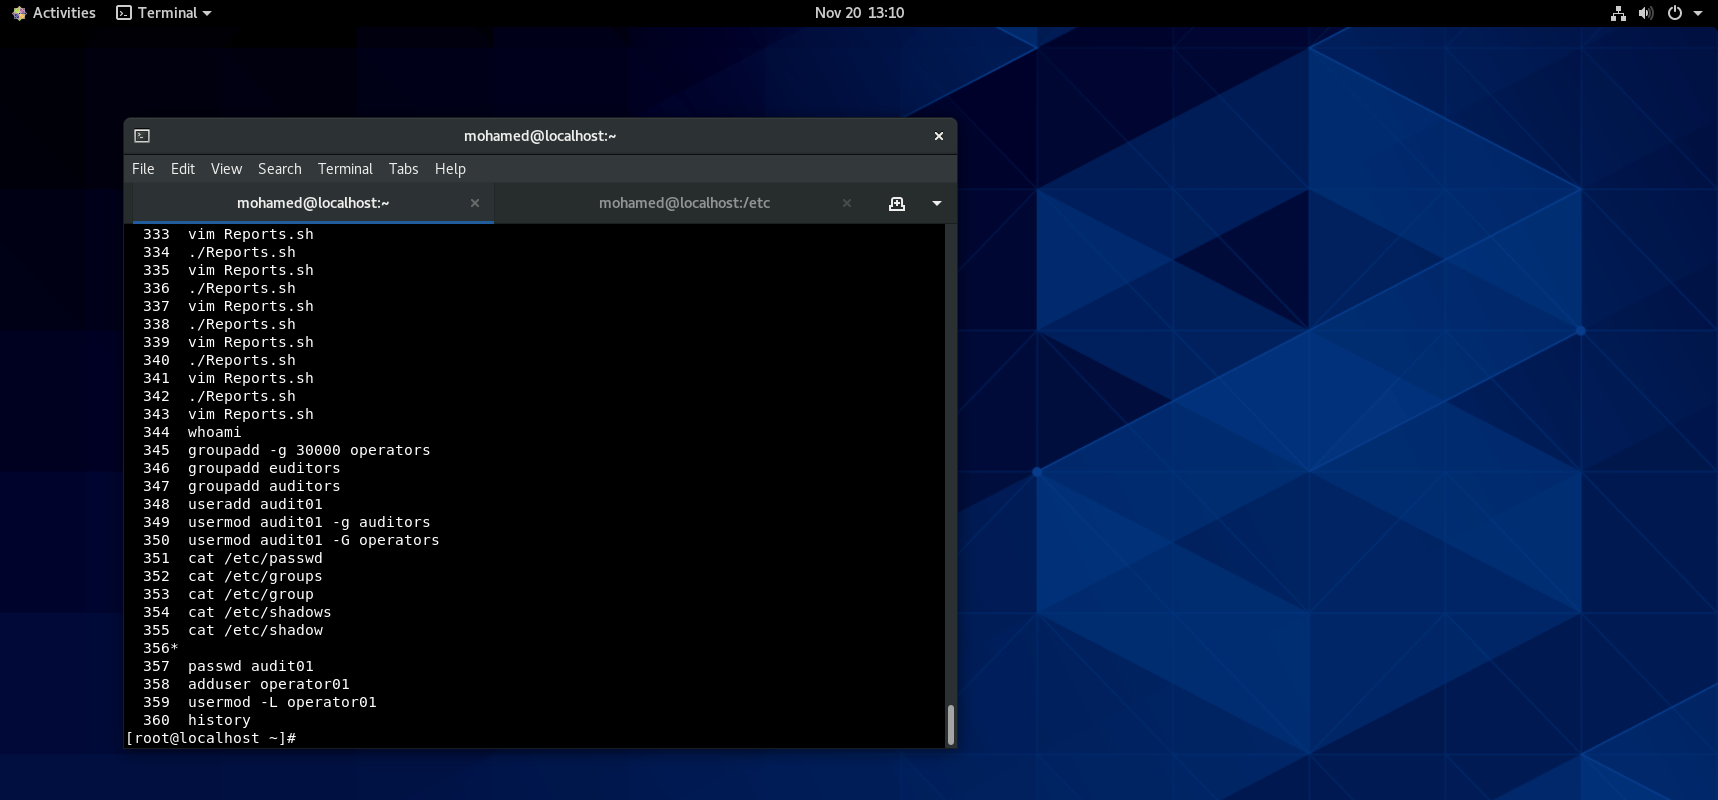 Activities Terminal Nov 20 13:10
mohamed@localhost:~
File Edit View Search Terminal Tabs Help
mohamed@localhost:~ mohamed@localhost:/etc
333 vim Reports.sh
334 ./Reports.sh
335 vim Reports.sh
336 ./Reports.sh
337 vim Reports.sh
338 ./Reports.sh
339 vim Reports.sh
340 ./Reports.sh
341 vim Reports.sh
342 ./Reports.sh
343 vim Reports.sh
344 whoami
345 groupadd -g 30000 operators
346 groupadd euditors
347 groupadd auditors
348 useradd audit01
349 usermod audit01 -g auditors
350 usermod audit01 -G operators
351 cat /etc/passwd
352 cat /etc/groups
353 cat /etc/group
354 cat /etc/shadows
355 cat /etc/shadow
356*
357 passwd audit01
358 adduser operator01
359 usermod -L operator01
360 history
[root@localhost ~]#